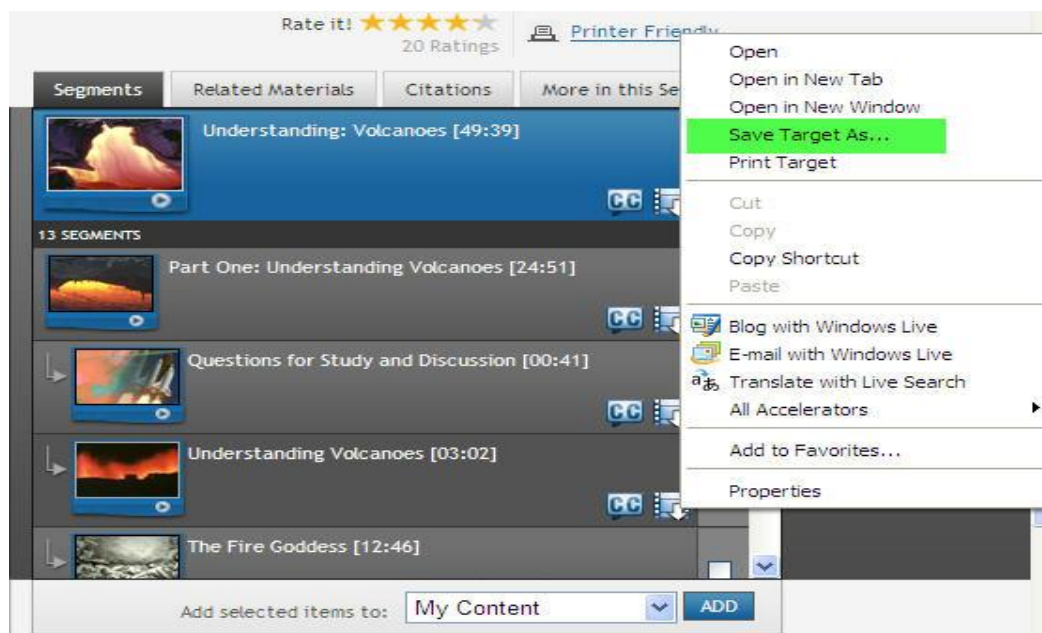 Rate it!
20 Ratings
Printer Friendly
Segments
Related Materials
Citations
More in this Se
Understanding: Volcanoes [49:39]
CC
13 SEGMENTS
Part One: Understanding Volcanoes [24:51]
CC
Questions for Study and Discussion [00:41]
CC
Understanding Volcanoes [03:02]
CC
The Fire Goddess [12:46]
Add selected items to: My Content ADD
Open
Open in New Tab
Open in New Window
Save Target As...
Print Target
Cut
Copy
Copy Shortcut
Paste
Blog with Windows Live
E-mail with Windows Live
Translate with Live Search
All Accelerators
Add to Favorites...
Properties